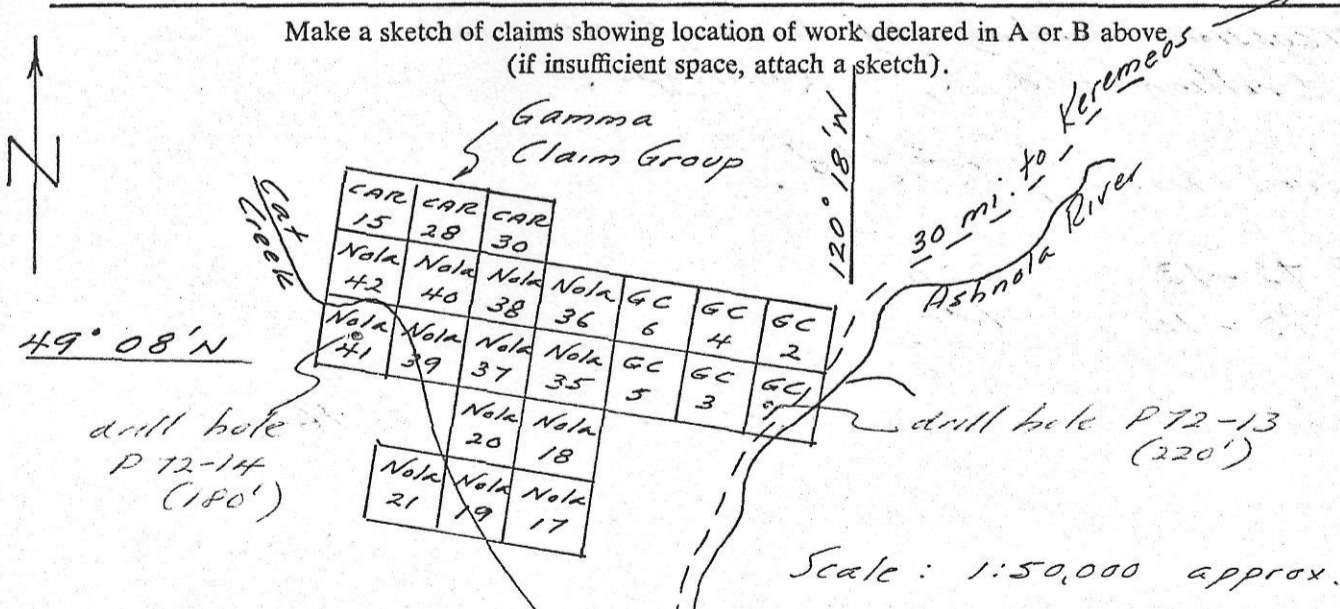 Make a sketch of claims showing location of work declared in A or B above
(if insufficient space, attach a sketch).
N
Gamma
Claim Group
120° 18' W
30 mi. to Keremeos
Ashnola River
Cat
Creek
CAR 15
CAR 28
CAR 30
Nola 42
Nola 40
Nola 38
Nola 36
GC 6
GC 4
GC 2
49° 08' N
Nola 41
Nola 39
Nola 37
Nola 35
GC 5
GC 3
GC 1
Nola 20
Nola 18
Nola 21
Nola 19
Nola 17
drill hole
P 72-14
(180')
drill hole P 72-13
(220')
Scale : 1:50,000 approx.